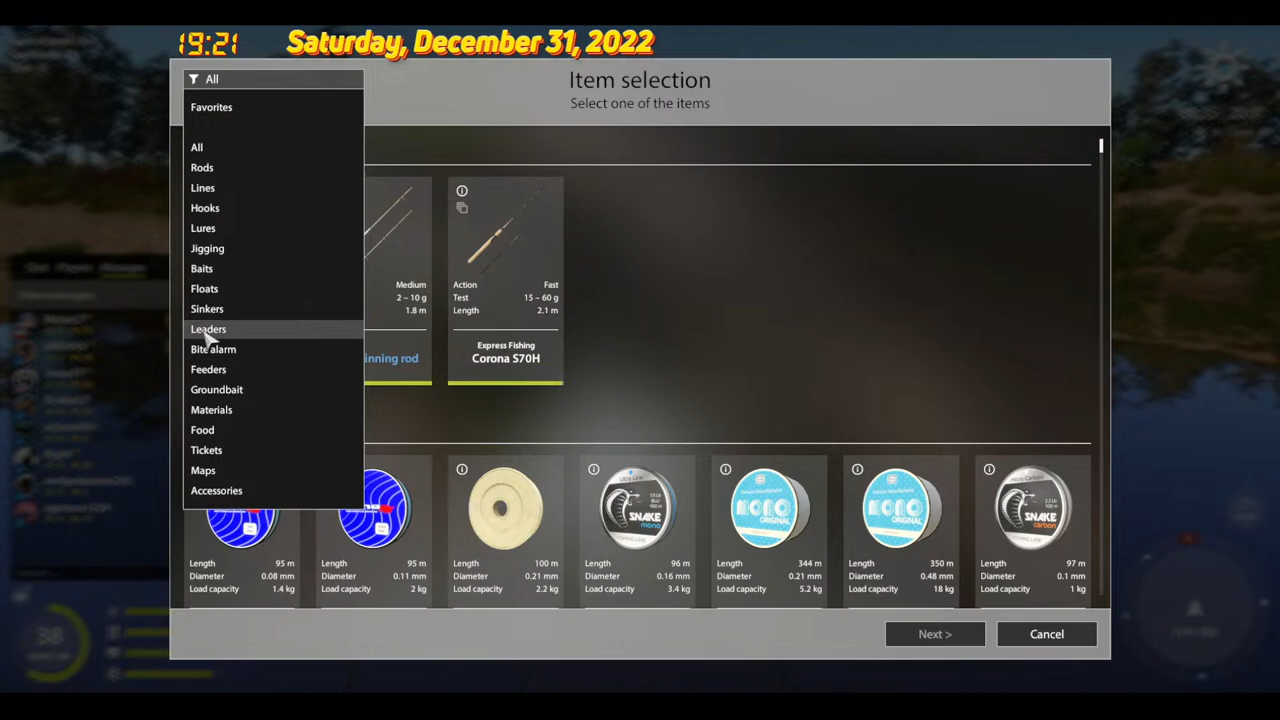 19:21
Saturday, December 31, 2022
All
Item selection
Select one of the items
Favorites
All
Rods
Lines
Hooks
Lures
Jigging
Baits
Floats
Sinkers
Leaders
Bite alarm
Feeders
Groundbait
Materials
Food
Tickets
Maps
Accessories
Medium
2 – 10 g
1.8 m
inning rod
Action Fast
Test 15 – 60 g
Length 2.1 m
Express Fishing
Corona S70H
Length 95 m
Diameter 0.08 mm
Load capacity 1.4 kg
Length 95 m
Diameter 0.11 mm
Load capacity 2 kg
Length 100 m
Diameter 0.21 mm
Load capacity 2.2 kg
Ultra Line
SNAKE
mono
Length 96 m
Diameter 0.16 mm
Load capacity 3.4 kg
MONO
ORIGINAL
Length 344 m
Diameter 0.21 mm
Load capacity 5.2 kg
MONO
ORIGINAL
Length 350 m
Diameter 0.48 mm
Load capacity 18 kg
Micro Carbon
SNAKE
carbon
Length 97 m
Diameter 0.1 mm
Load capacity 1 kg
Next >
Cancel
38